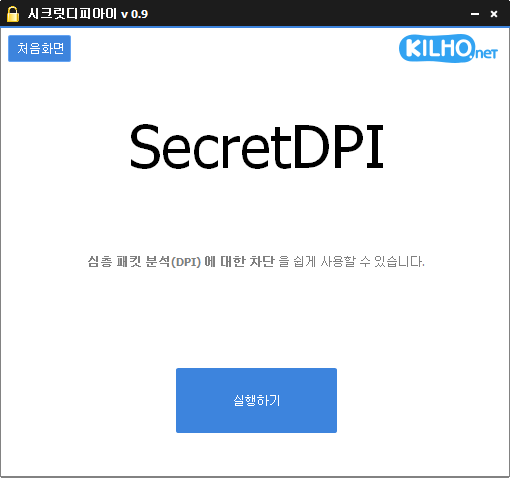 시크릿디피아이 v 0.9
처음화면
KILHO.net
SecretDPI
심층 패킷 분석(DPI) 에 대한 차단 을 쉽게 사용할 수 있습니다.
실행하기